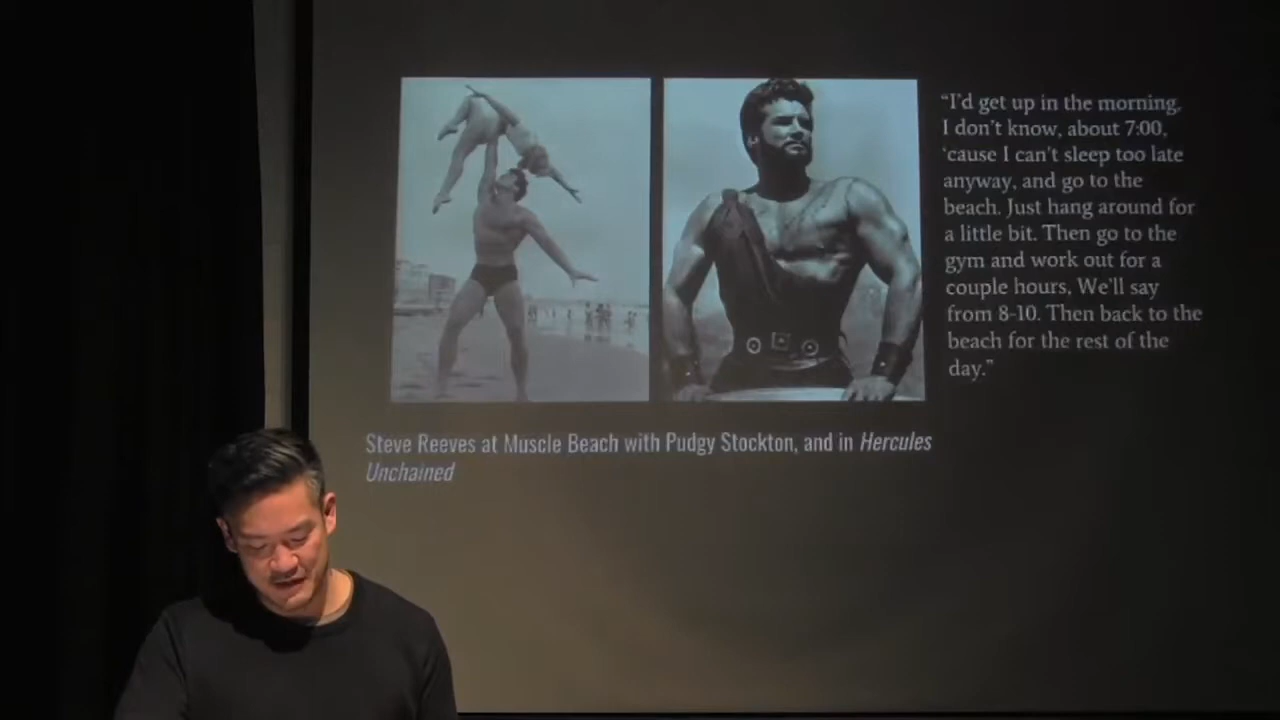 “I’d get up in the morning,
I don’t know, about 7:00,
‘cause I can’t sleep too late
anyway, and go to the
beach. Just hang around for
a little bit. Then go to the
gym and work out for a
couple hours, We’ll say
from 8-10. Then back to the
beach for the rest of the
day.”
Steve Reeves at Muscle Beach with Pudgy Stockton, and in Hercules
Unchained